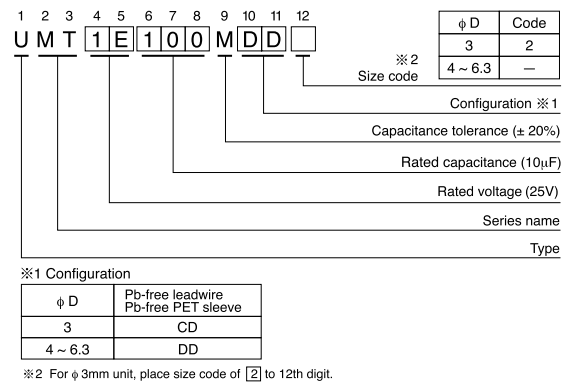 1 2 3 4 5 6 7 8 9 10 11 12
U M T 1 E 1 0 0 M D D
φ D Code
3 2
4 ~ 6.3 —
※2
Size code
Configuration ※1
Capacitance tolerance (± 20%)
Rated capacitance (10µF)
Rated voltage (25V)
Series name
Type
※1 Configuration
φ D Pb-free leadwire
Pb-free PET sleeve
3 CD
4 ~ 6.3 DD
※2 For φ 3mm unit, place size code of 2 to 12th digit.